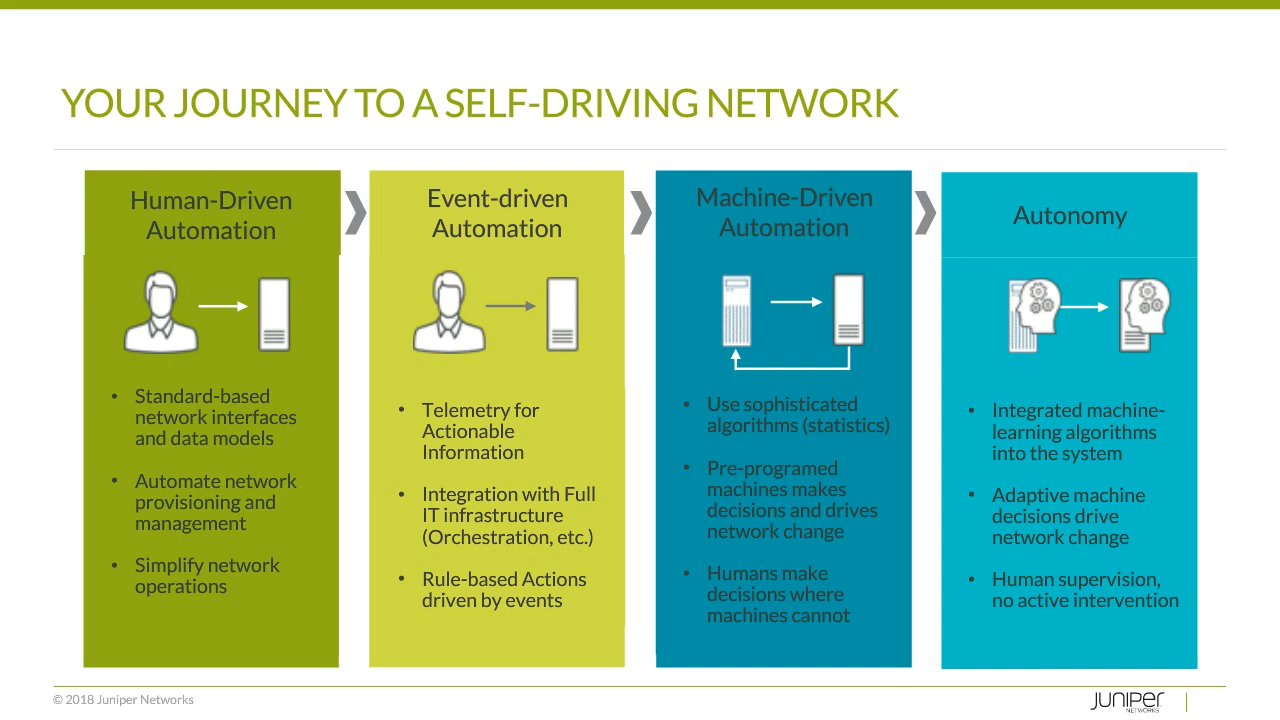 YOUR JOURNEY TO A SELF-DRIVING NETWORK
Human-Driven
Automation
• Standard-based
network interfaces
and data models
• Automate network
provisioning and
management
• Simplify network
operations
Event-driven
Automation
• Telemetry for
Actionable
Information
• Integration with Full
IT infrastructure
(Orchestration, etc.)
• Rule-based Actions
driven by events
Machine-Driven
Automation
• Use sophisticated
algorithms (statistics)
• Pre-programed
machines makes
decisions and drives
network change
• Humans make
decisions where
machines cannot
Autonomy
• Integrated machine-
learning algorithms
into the system
• Adaptive machine
decisions drive
network change
• Human supervision,
no active intervention
© 2018 Juniper Networks
JUNIPER
NETWORKS